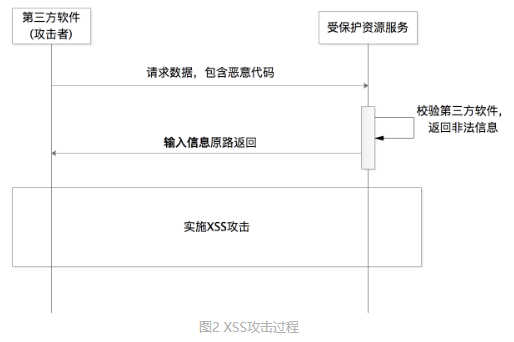 第三方软件
(攻击者)
受保护资源服务
请求数据，包含恶意代码
校验第三方软件，
返回非法信息
输入信息原路返回
实施XSS攻击
图2 XSS攻击过程